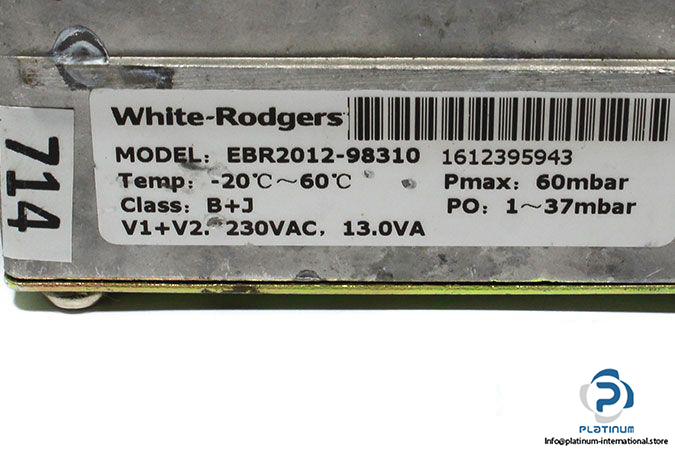 714
White-Rodgers
MODEL: EBR2012-98310 1612395943
Temp: -20℃~60℃ Pmax: 60mbar
Class: B+J PO: 1~37mbar
V1+V2. 230VAC, 13.0VA
PLATINUM
Info@platinum-international.store